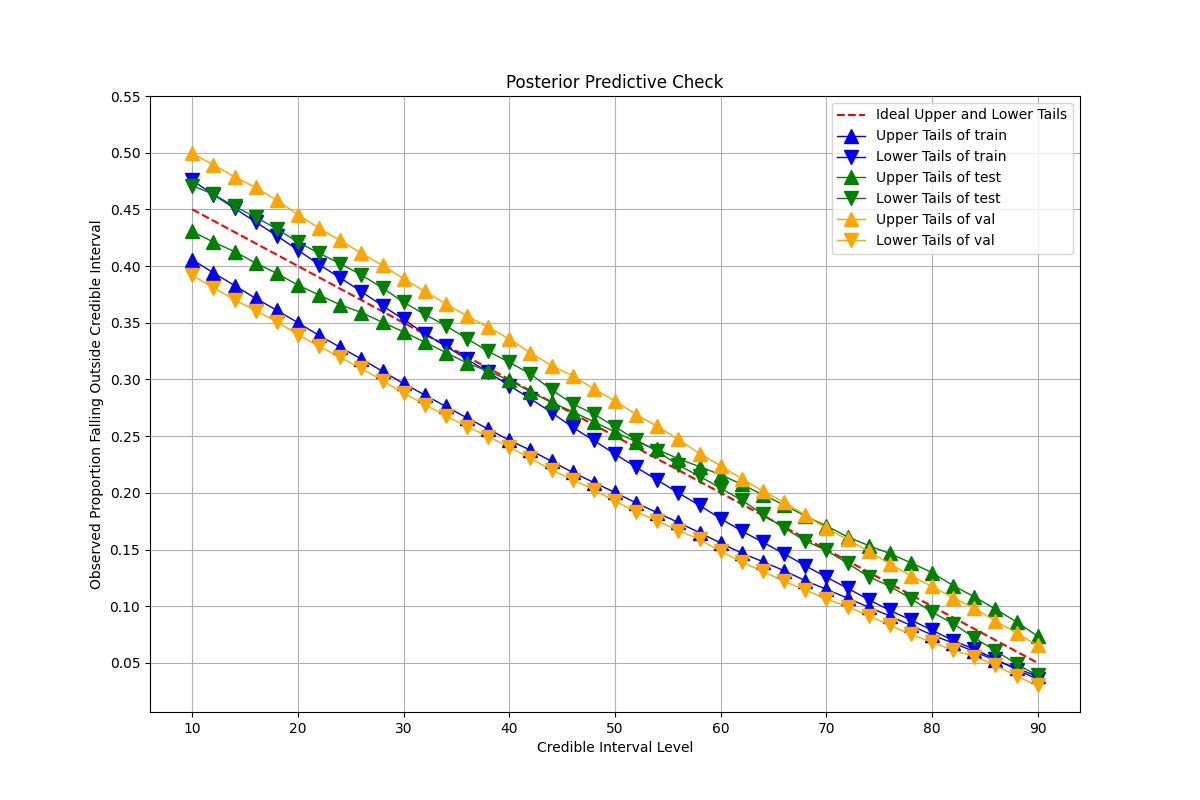 Posterior Predictive Check
Observed Proportion Falling Outside Credible Interval
0.55
0.50
0.45
0.40
0.35
0.30
0.25
0.20
0.15
0.10
0.05
Ideal Upper and Lower Tails
Upper Tails of train
Lower Tails of train
Upper Tails of test
Lower Tails of test
Upper Tails of val
Lower Tails of val
10 20 30 40 50 60 70 80 90
Credible Interval Level